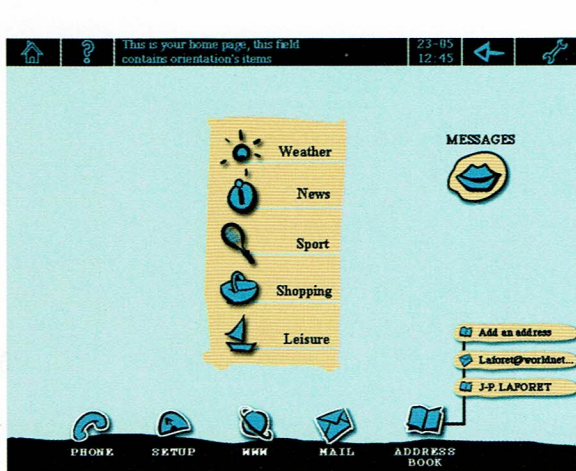 This is your home page, this field
contains orientation's items
23-05
12:45
Weather
News
Sport
Shopping
Leisure
MESSAGES
Add an address
Laforet@worldnet...
J-P. LAFORET
PHONE
SETUP
WWW
MAIL
ADDRESS
BOOK